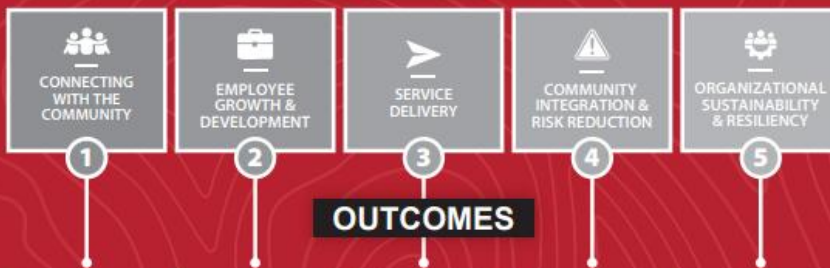 CONNECTING
WITH THE
COMMUNITY
1
EMPLOYEE
GROWTH &
DEVELOPMENT
2
SERVICE
DELIVERY
3
COMMUNITY
INTEGRATION &
RISK REDUCTION
4
ORGANIZATIONAL
SUSTAINABILITY
& RESILIENCY
5
OUTCOMES